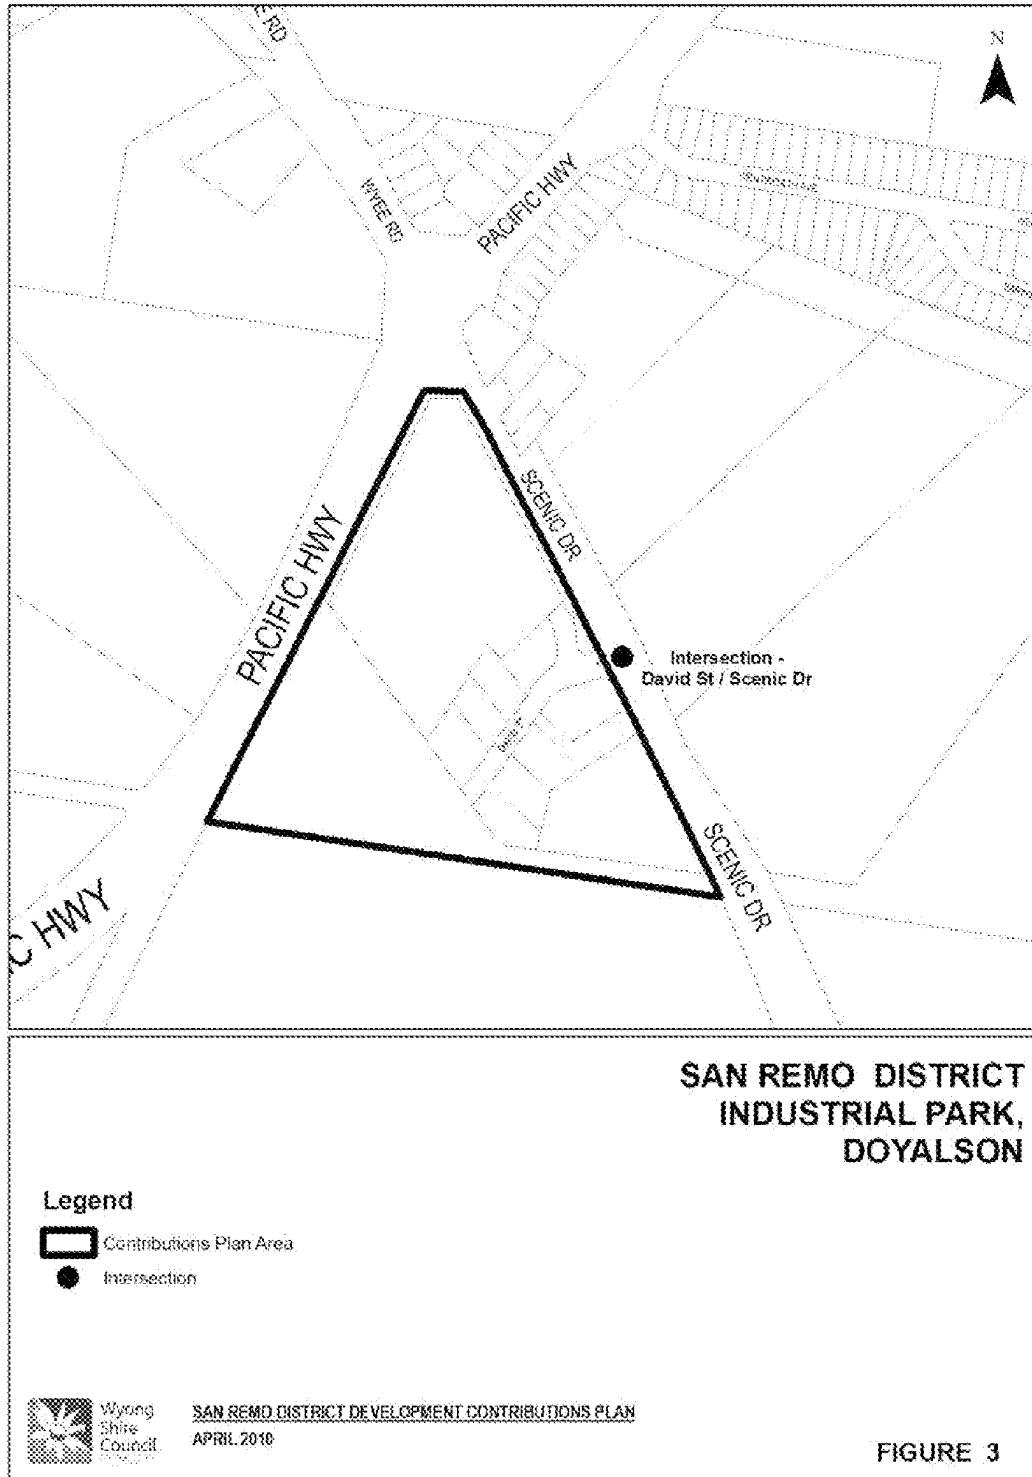 E RD
N
WYEE RD
PACIFIC HWY
SCENIC DR
PACIFIC HWY
Intersection -
David St / Scenic Dr
SCENIC DR
C HWY
SAN REMO DISTRICT
INDUSTRIAL PARK,
DOYALSON
Legend
Contributions Plan Area
Intersection
Wyong
Shire
Council
SAN REMO DISTRICT DEVELOPMENT CONTRIBUTIONS PLAN
APRIL 2010
FIGURE 3